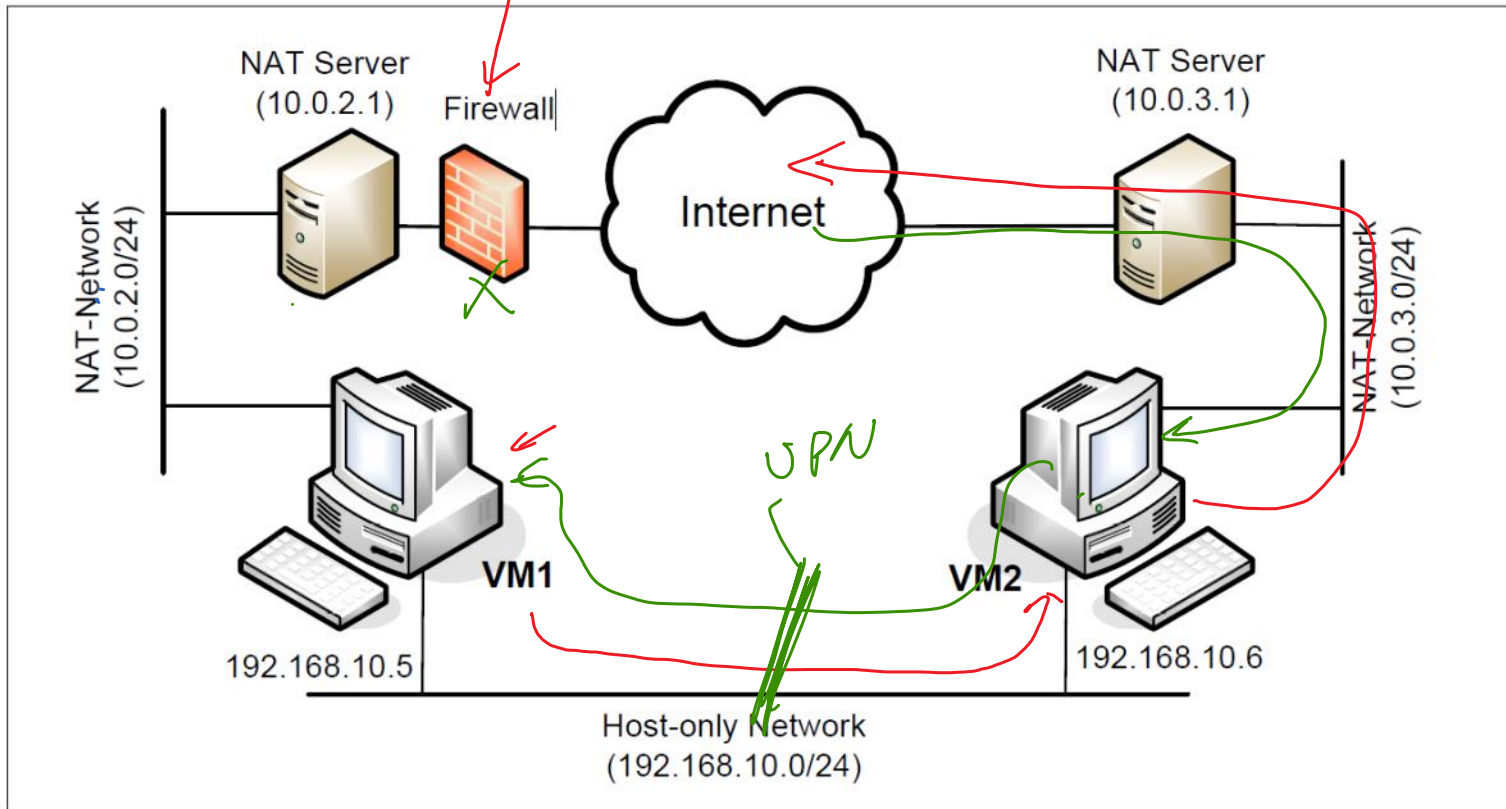 NAT Server
(10.0.2.1)
Firewall
NAT Server
(10.0.3.1)
Internet
NAT-Network
(10.0.2.0/24)
NAT-Network
(10.0.3.0/24)
VPN
VM1
VM2
192.168.10.5
192.168.10.6
Host-only Network
(192.168.10.0/24)